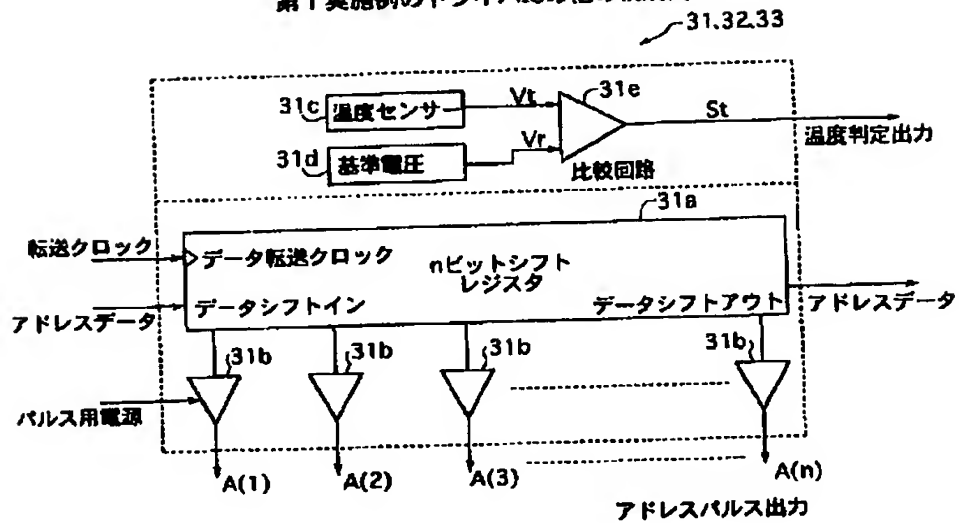 31,32,33
31c
温度センサー
Vt
31e
St
温度判定出力
31d
基準電圧
Vr
比較回路
31a
転送クロック
データ転送クロック
nビットシフト
レジスタ
アドレスデータ
データシフトイン
データシフトアウト
アドレスデータ
31b
31b
31b
31b
パルス用電源
A(1)
A(2)
A(3)
A(n)
アドレスパルス出力